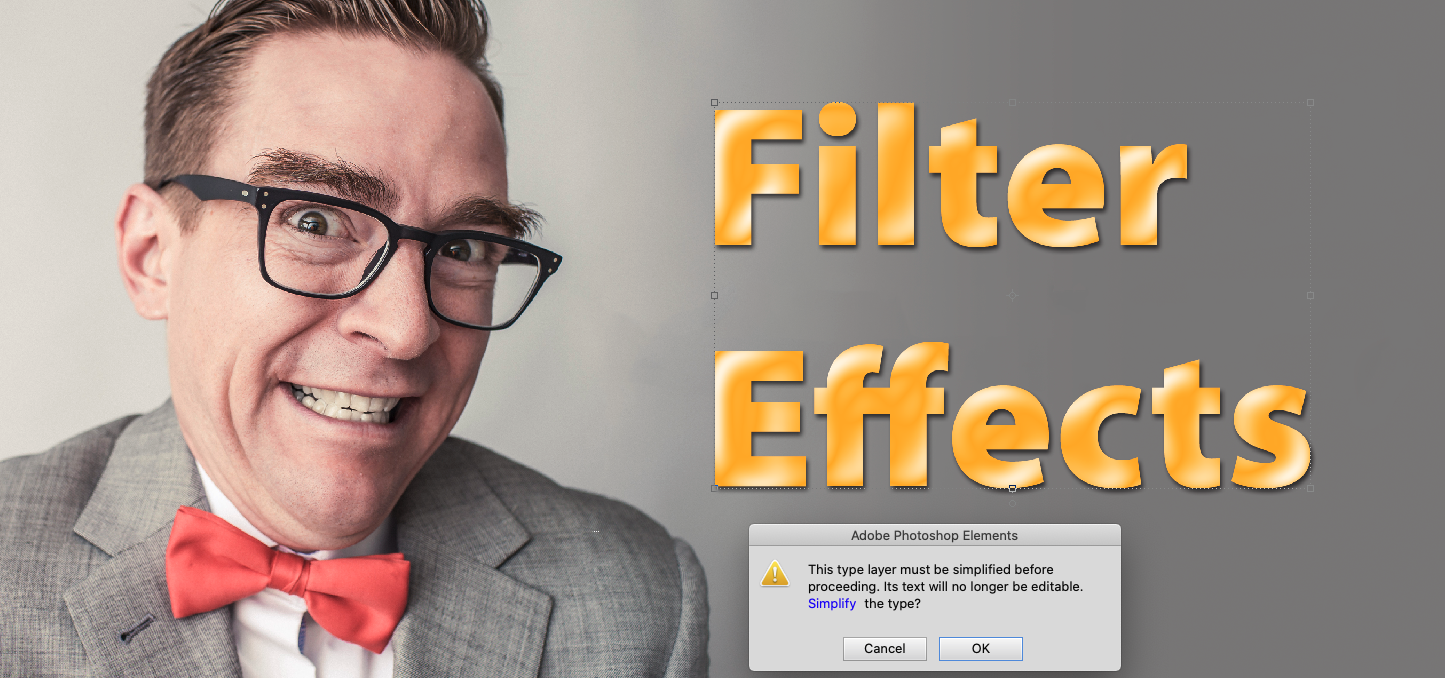 Filter
Effects
Adobe Photoshop Elements
This type layer must be simplified before
proceeding. Its text will no longer be editable.
Simplify the type?
Cancel OK